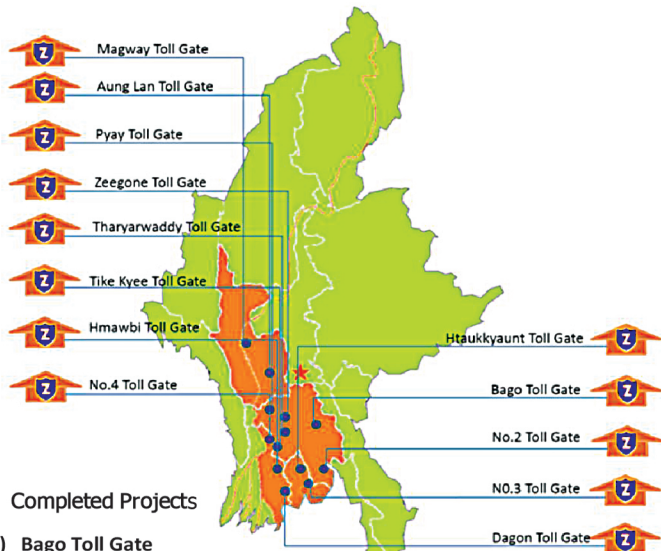 Magway Toll Gate
Aung Lan Toll Gate
Pyay Toll Gate
Zeegone Toll Gate
Tharyarwaddy Toll Gate
Tike Kyee Toll Gate
Hmawbi Toll Gate
No.4 Toll Gate
Htaukkyaunt Toll Gate
Bago Toll Gate
No.2 Toll Gate
N0.3 Toll Gate
Dagon Toll Gate
Z
Z
Z
Z
Z
Z
Z
Z
Z
Z
Z
Z
Z
Completed Projects
) Bago Toll Gate